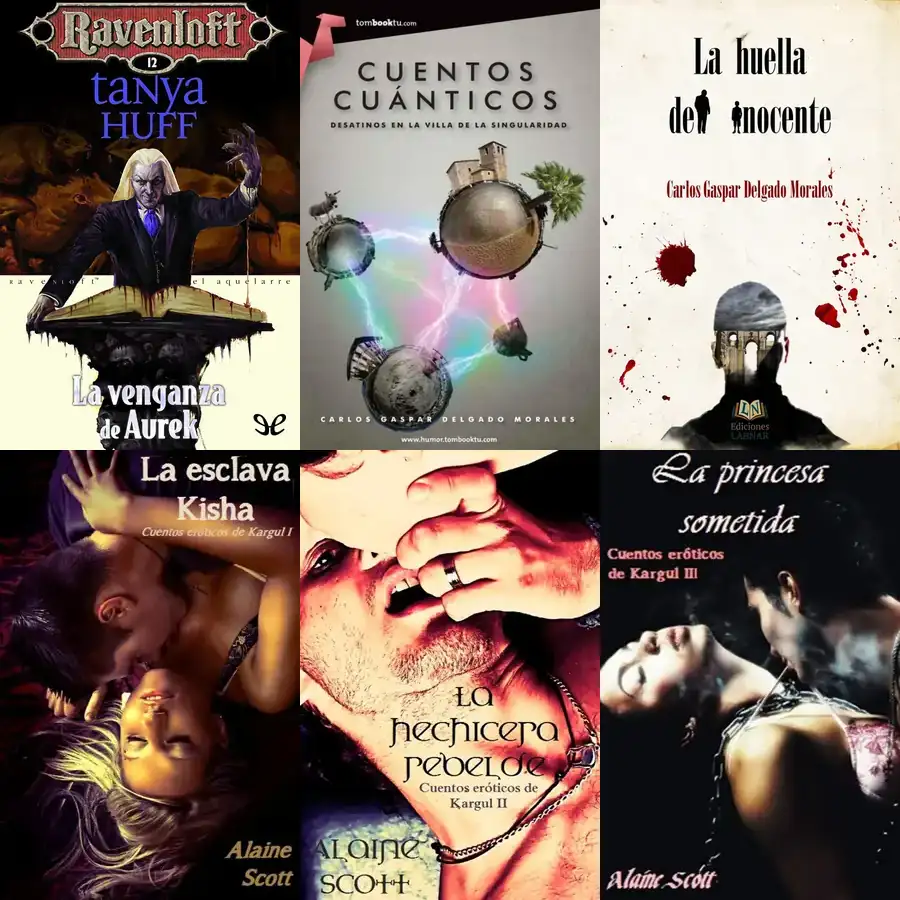 Ravenloft
12
taNya
HUFF
ravenloft
el aquelarre
La venganza
de Aurek
tombooktu.com
CUENTOS
CUÁNTICOS
DESATINOS EN LA VILLA DE LA SINGULARIDAD
CARLOS GASPAR DELGADO MORALES
www.humor.tombooktu.com
La huella
del inocente
Carlos Gaspar Delgado Morales
LN
Ediciones
LABNAR
La esclava
Kisha
Cuentos eróticos de Kargul I
Alaine
Scott
La
hechicera
rebelde
Cuentos eróticos de
Kargul II
ALAINE
SCOTT
La princesa
sometida
Cuentos eróticos
de Kargul III
Alaine Scott